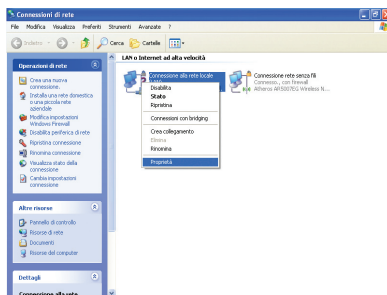 Connessioni di rete
File Modifica Visualizza Preferiti Strumenti Avanzate ?
Indietro Cerca Cartelle
Operazioni di rete
Crea una nuova
connessione.
Installa una rete domestica
o una piccola rete
aziendale
Modifica impostazioni
Windows Firewall
Disabilita periferica di rete
Ripristina connessione
Rinomina connessione
Visualizza stato della
connessione
Cambia impostazioni
connessione
Altre risorse
Pannello di controllo
Risorse di rete
Documenti
Risorse del computer
Dettagli
Connessione alla rete
LAN o Internet ad alta velocità
Connessione alla rete locale
Disabilita
Stato
Ripristina
Connessioni con bridging
Crea collegamento
Elimina
Rinomina
Proprietà
Connessione rete senza fili
Connesso, con firewall
Atheros AR5007EG Wireless N...